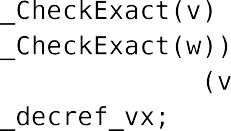 _CheckExact(v)
_CheckExact(w))
(v
_decref_vx;